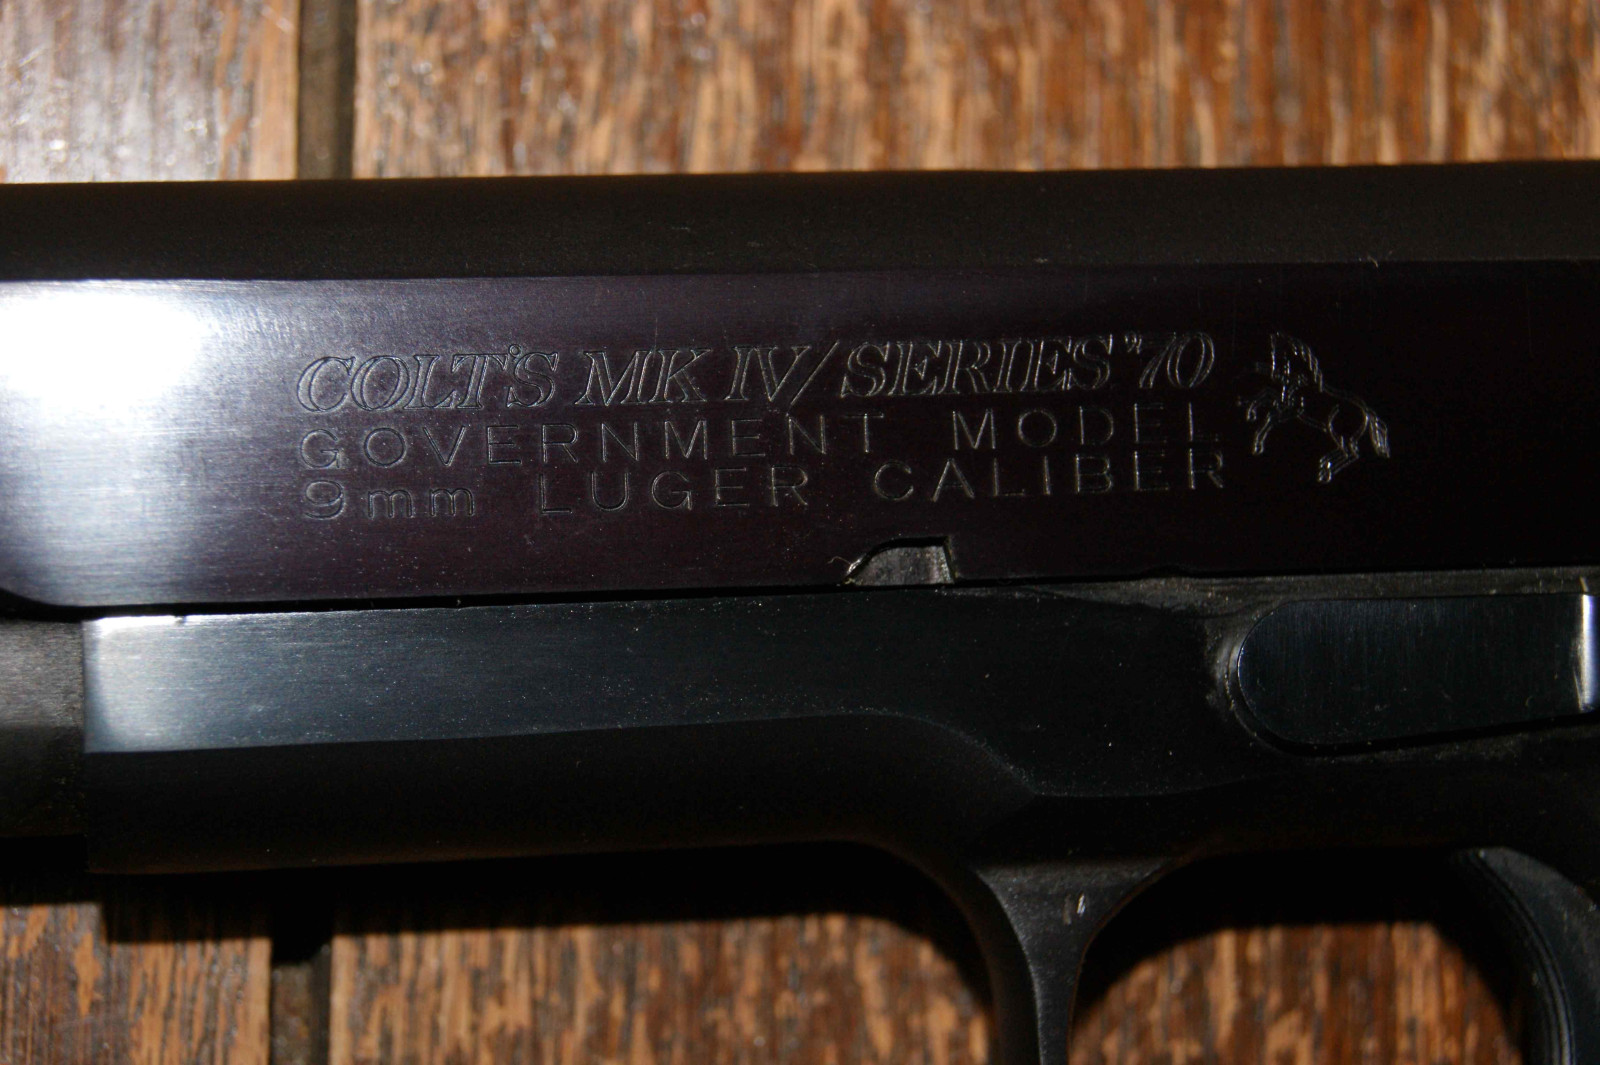 COLT'S MK IV/SERIES '70
GOVERNMENT MODEL
9mm LUGER CALIBER